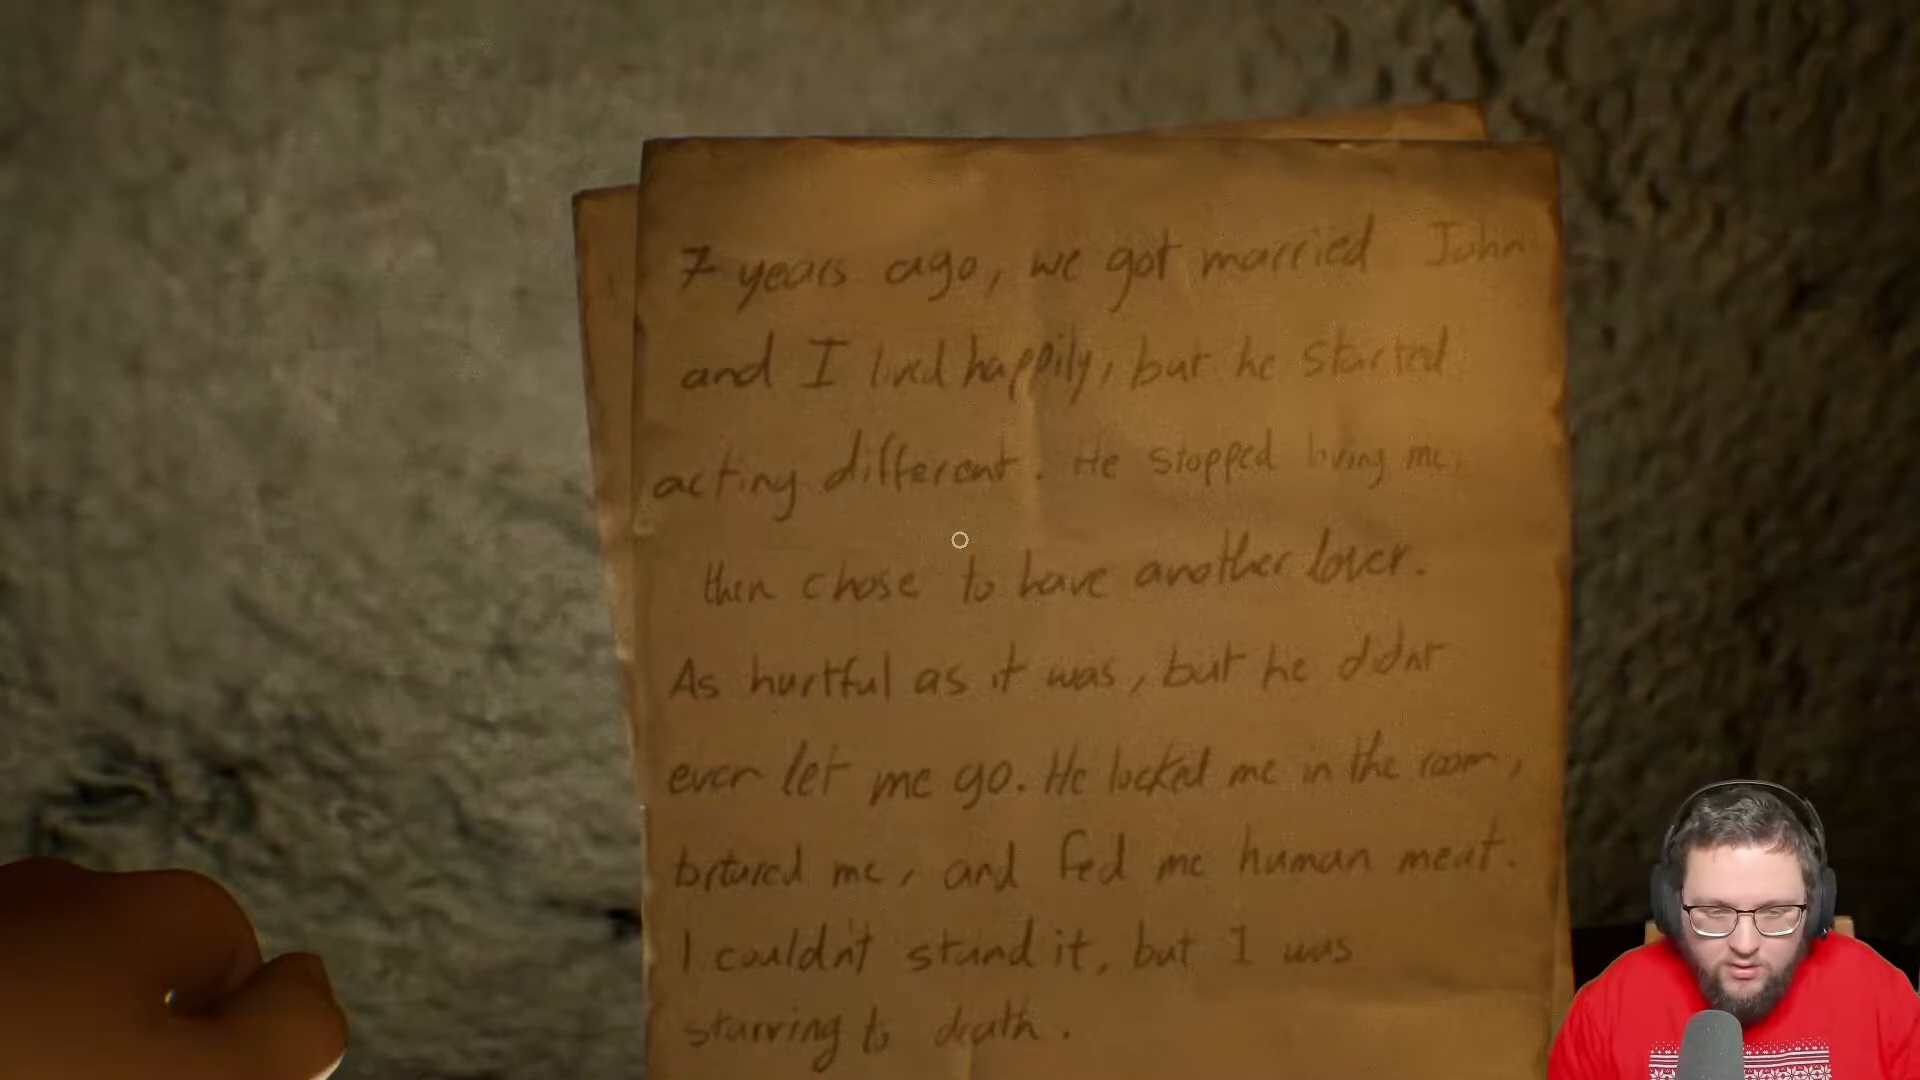 7 years ago, we got married John
and I lived happily, but he started
acting different. He stopped loving me,
then chose to have another lover.
As hurtful as it was, but he didnt
ever let me go. He locked me in the room,
tortured me, and fed me human meat.
I couldn't stand it, but I was
starving to death.